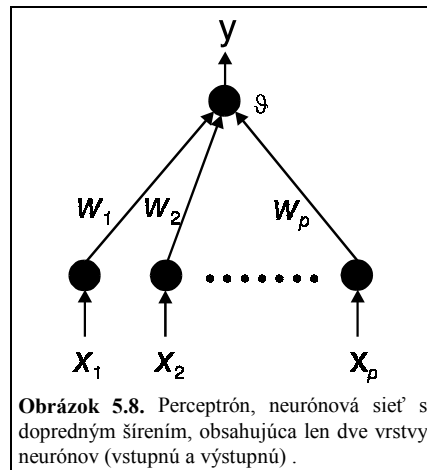 y
ϑ
w₁ w₂ wₚ
x₁ x₂ xₚ
Obrázok 5.8. Perceptrón, neurónová sieť s
dopredným šírením, obsahujúca len dve vrstvy
neurónov (vstupnú a výstupnú) .